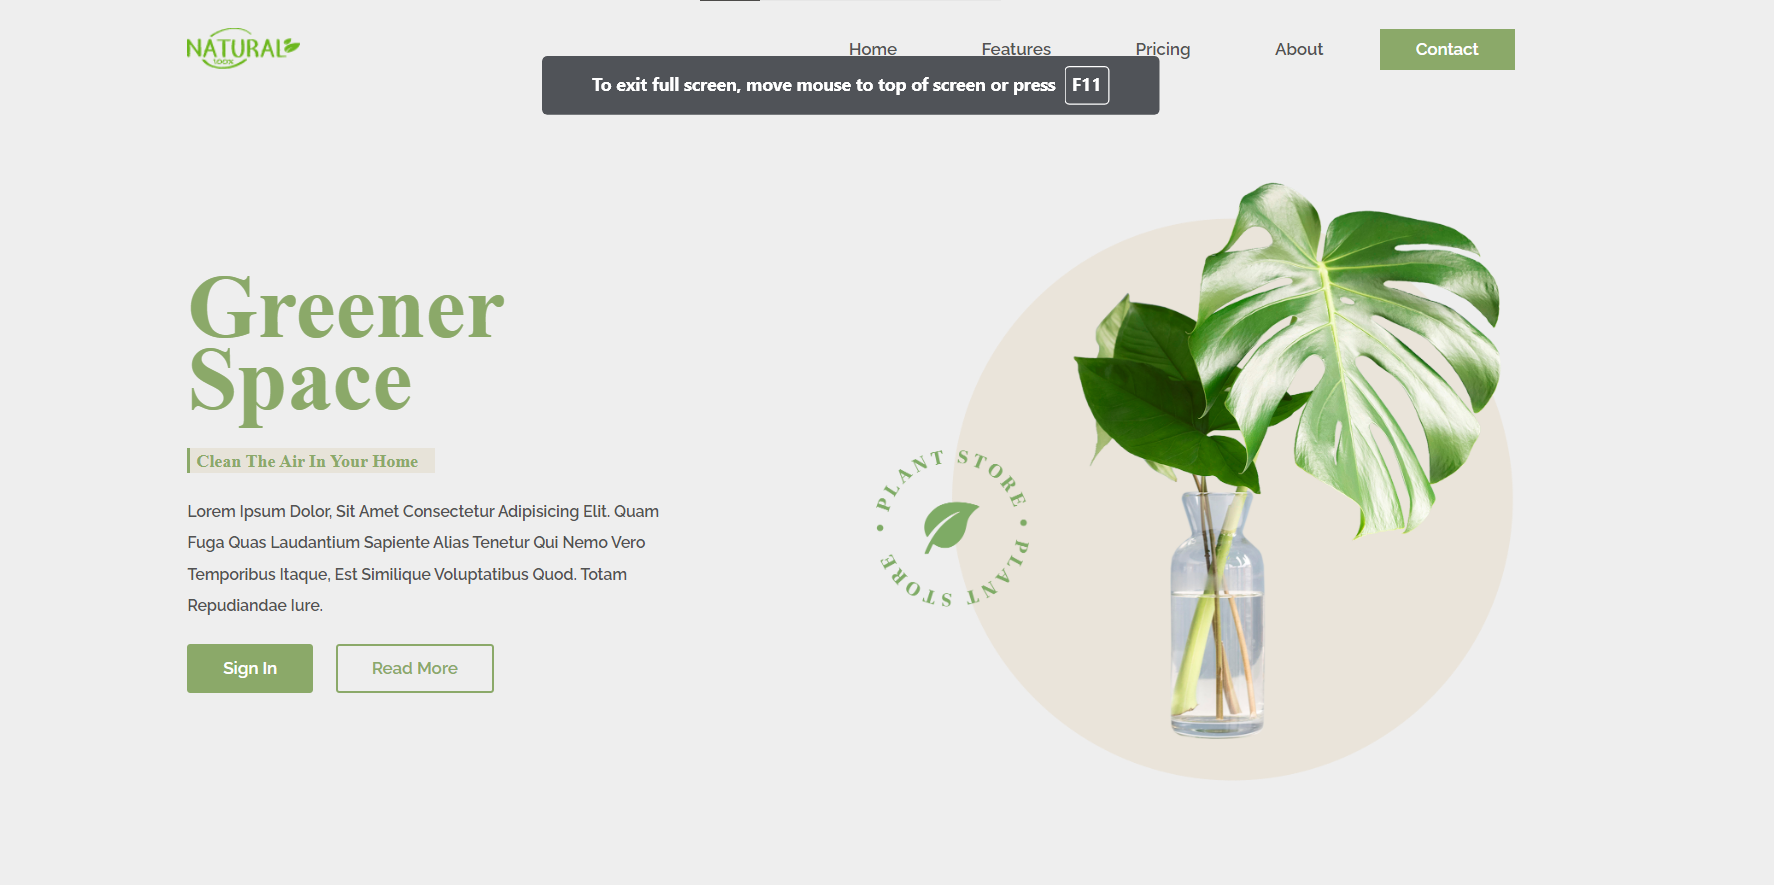 NATURAL
100%
Home
Features
Pricing
About
Contact
To exit full screen, move mouse to top of screen or press F11
Greener
Space
Clean The Air In Your Home
Lorem Ipsum Dolor, Sit Amet Consectetur Adipisicing Elit. Quam
Fuga Quas Laudantium Sapiente Alias Tenetur Qui Nemo Vero
Temporibus Itaque, Est Similique Voluptatibus Quod. Totam
Repudiandae Iure.
Sign In
Read More
• PLANT STORE • PLANT STORE